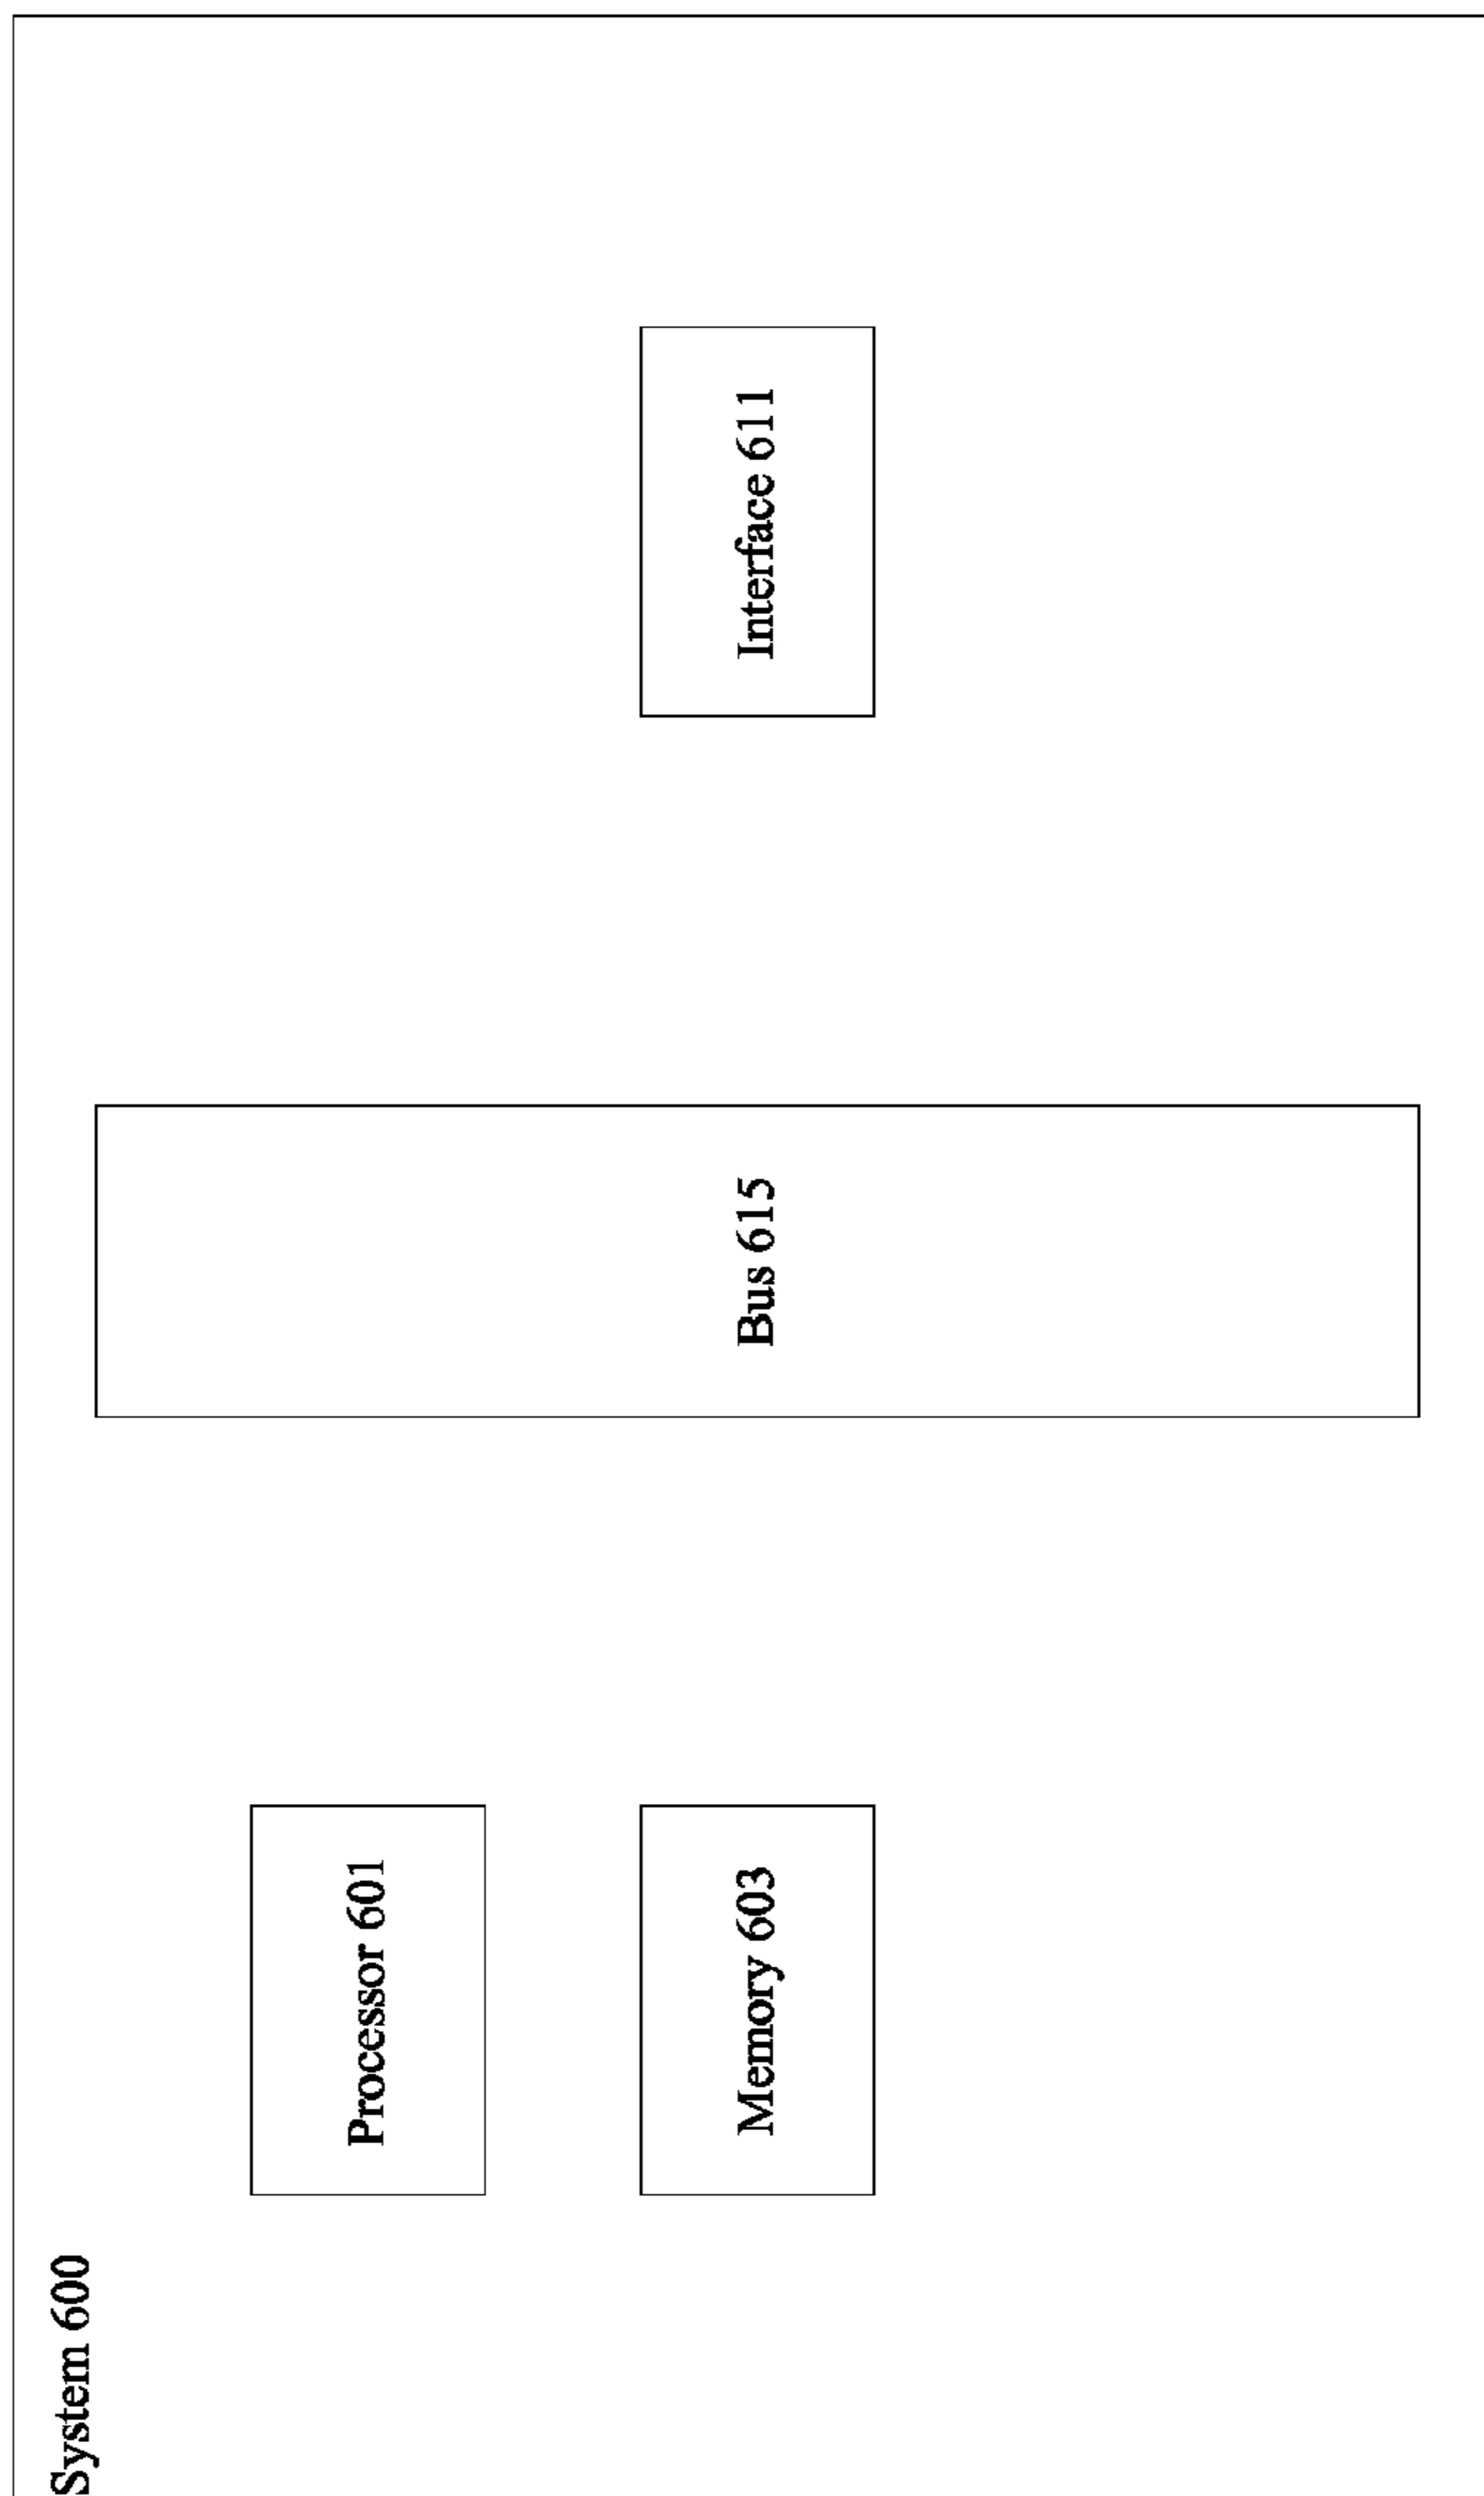 System 600
Processor 601
Memory 603
Bus 615
Interface 611